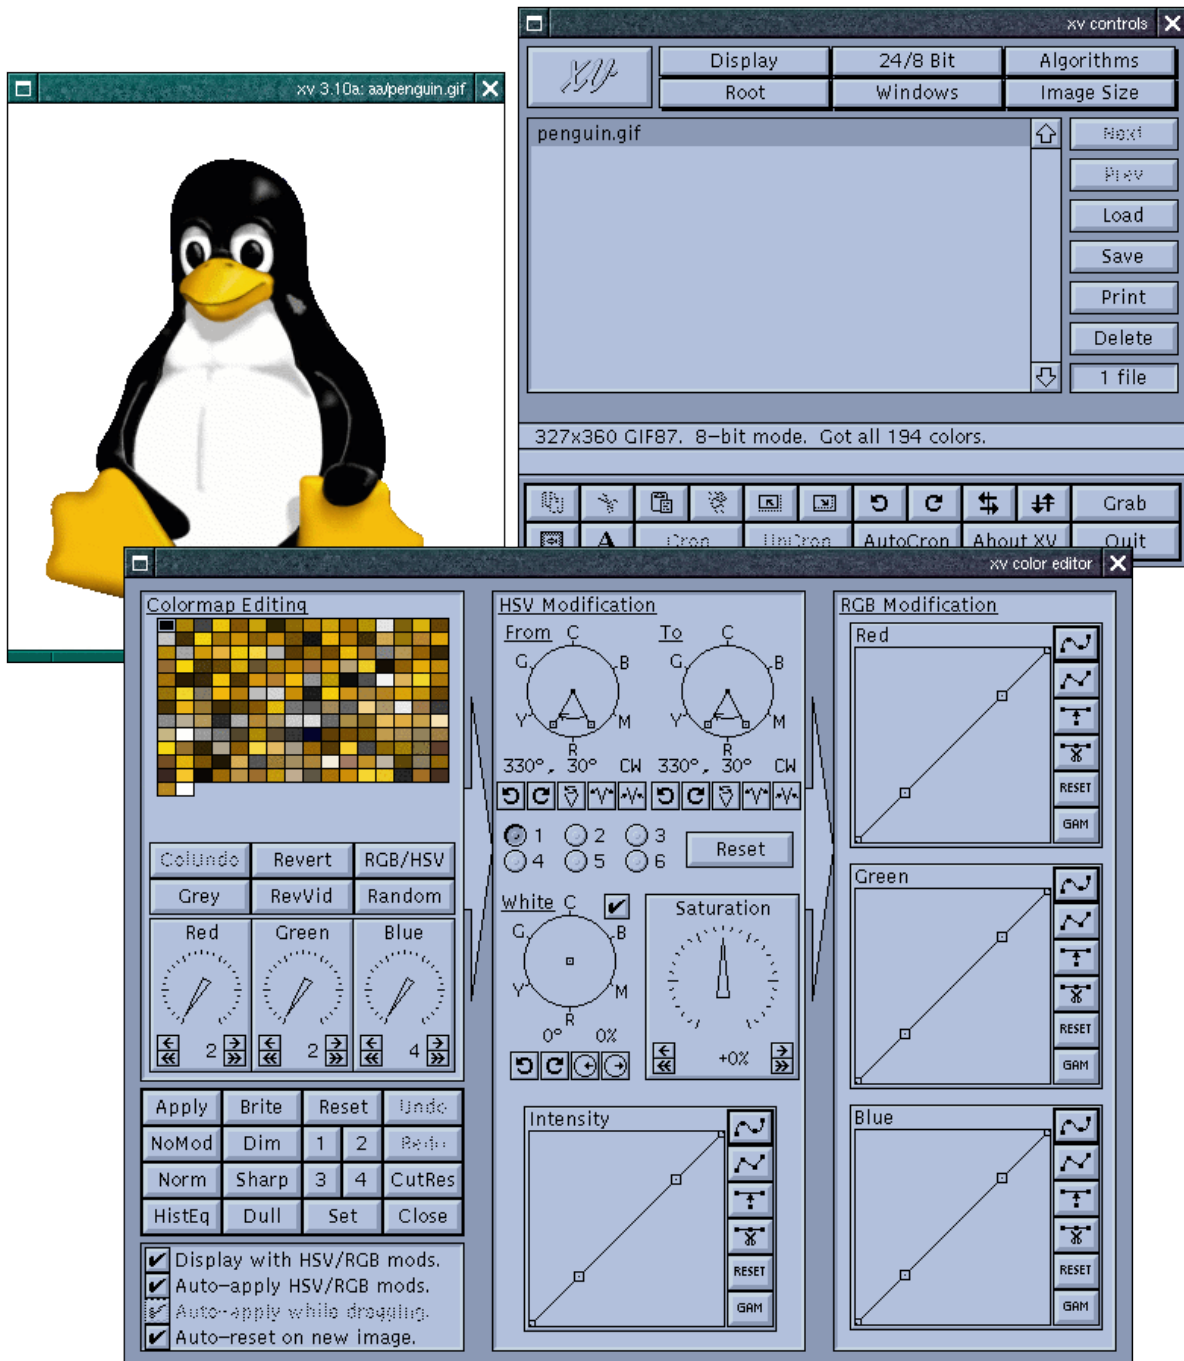 xv controls
XV
Display
24/8 Bit
Algorithms
Root
Windows
Image Size
xv 3.10a: aa/penguin.gif
penguin.gif
Next
Prev
Load
Save
Print
Delete
1 file
327x360 GIF87. 8-bit mode. Got all 194 colors.
Grab
A
Crop
UnCrop
AutoCrop
About XV
Quit
xv color editor
Colormap Editing
ColUndo
Revert
RGB/HSV
Grey
RevVid
Random
Red
Green
Blue
2
2
4
Apply
Brite
Reset
Undo
NoMod
Dim
1
2
Redo
Norm
Sharp
3
4
CutRes
HistEq
Dull
Set
Close
Display with HSV/RGB mods.
Auto-apply HSV/RGB mods.
Auto-apply while dragging.
Auto-reset on new image.
HSV Modification
From
C
G
B
Y
M
R
330°, 30° CW
To
C
G
B
Y
M
R
330°, 30° CW
1
2
3
4
5
6
Reset
White
C
G
B
Y
M
R
0° 0%
Saturation
+0%
Intensity
RESET
GAM
RGB Modification
Red
RESET
GAM
Green
RESET
GAM
Blue
RESET
GAM